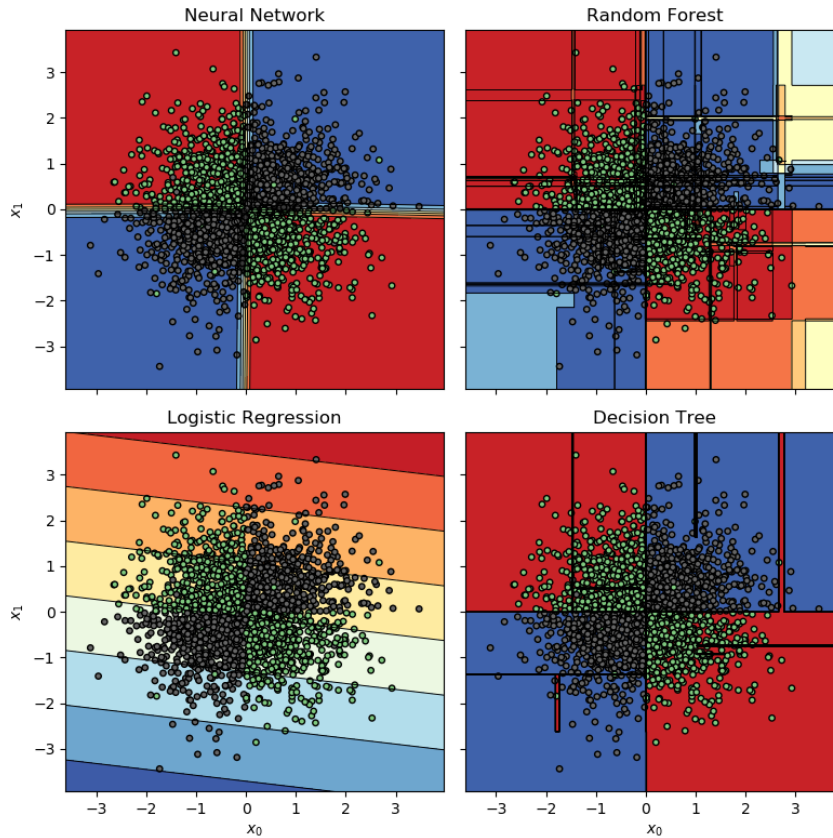 Neural Network
Random Forest
x₁
3
2
1
0
−1
−2
−3
Logistic Regression
Decision Tree
x₁
3
2
1
0
−1
−2
−3
−3 −2 −1 0 1 2 3
−3 −2 −1 0 1 2 3
x₀
x₀